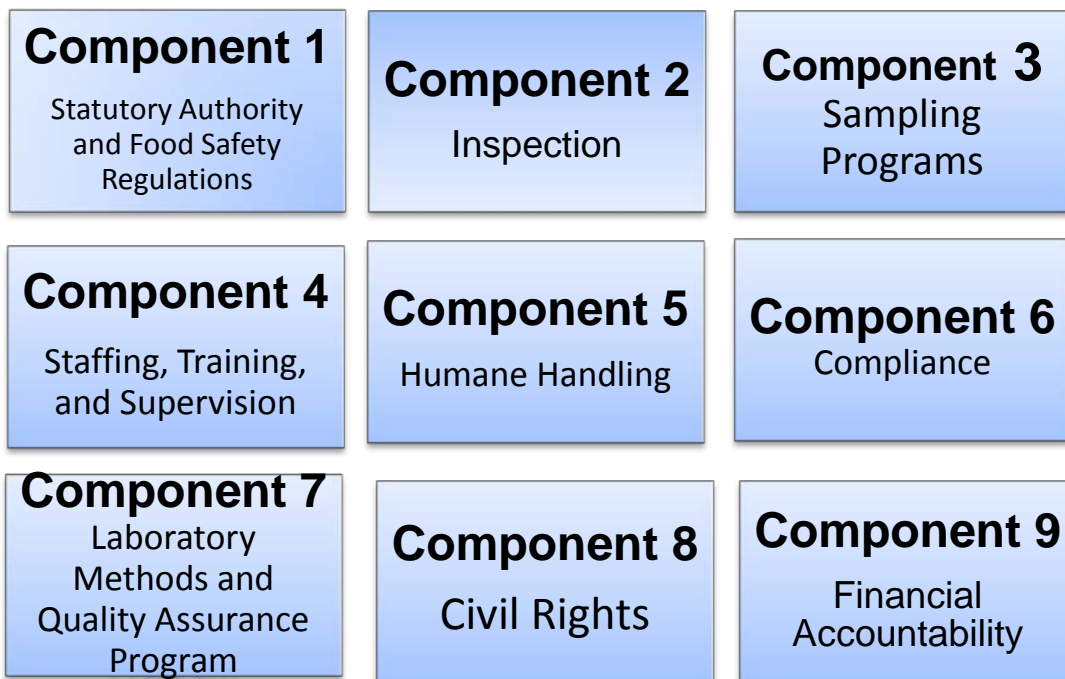 Component 1
Statutory Authority
and Food Safety
Regulations
Component 2
Inspection
Component 3
Sampling
Programs
Component 4
Staffing, Training,
and Supervision
Component 5
Humane Handling
Component 6
Compliance
Component 7
Laboratory
Methods and
Quality Assurance
Program
Component 8
Civil Rights
Component 9
Financial
Accountability